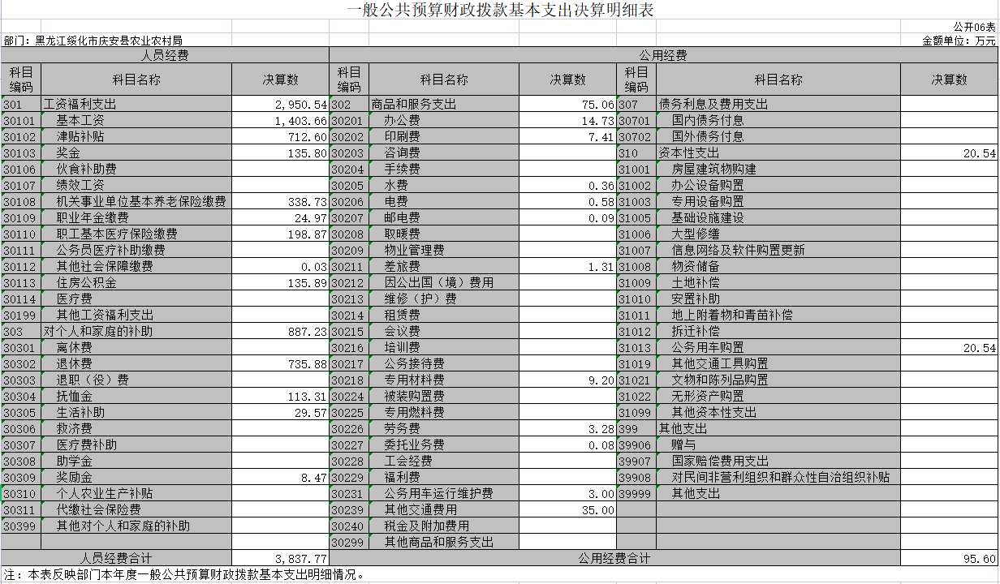 一般公共预算财政拨款基本支出决算明细表
公开06表
部门：黑龙江绥化市庆安县农业农村局 金额单位：万元
人员经费 公用经费
科目编码 科目名称 决算数 科目编码 科目名称 决算数 科目编码 科目名称 决算数
301 工资福利支出 2,950.54 302 商品和服务支出 75.06 307 债务利息及费用支出
30101 基本工资 1,403.66 30201 办公费 14.73 30701 国内债务付息
30102 津贴补贴 712.60 30202 印刷费 7.41 30702 国外债务付息
30103 奖金 135.80 30203 咨询费 310 资本性支出 20.54
30106 伙食补助费 30204 手续费 31001 房屋建筑物购建
30107 绩效工资 30205 水费 0.36 31002 办公设备购置
30108 机关事业单位基本养老保险缴费 338.73 30206 电费 0.58 31003 专用设备购置
30109 职业年金缴费 24.97 30207 邮电费 0.09 31005 基础设施建设
30110 职工基本医疗保险缴费 198.87 30208 取暖费 31006 大型修缮
30111 公务员医疗补助缴费 30209 物业管理费 31007 信息网络及软件购置更新
30112 其他社会保障缴费 0.03 30211 差旅费 1.31 31008 物资储备
30113 住房公积金 135.89 30212 因公出国（境）费用 31009 土地补偿
30114 医疗费 30213 维修（护）费 31010 安置补助
30199 其他工资福利支出 30214 租赁费 31011 地上附着物和青苗补偿
303 对个人和家庭的补助 887.23 30215 会议费 31012 拆迁补偿
30301 离休费 30216 培训费 31013 公务用车购置 20.54
30302 退休费 735.88 30217 公务接待费 31019 其他交通工具购置
30303 退职（役）费 30218 专用材料费 9.20 31021 文物和陈列品购置
30304 抚恤金 113.31 30224 被装购置费 31022 无形资产购置
30305 生活补助 29.57 30225 专用燃料费 31099 其他资本性支出
30306 救济费 30226 劳务费 3.28 399 其他支出
30307 医疗费补助 30227 委托业务费 0.08 39906 赠与
30308 助学金 30228 工会经费 39907 国家赔偿费用支出
30309 奖励金 8.47 30229 福利费 39908 对民间非营利组织和群众性自治组织补贴
30310 个人农业生产补贴 30231 公务用车运行维护费 3.00 39999 其他支出
30311 代缴社会保险费 30239 其他交通费用 35.00
30399 其他对个人和家庭的补助 30240 税金及附加费用
30299 其他商品和服务支出
人员经费合计 3,837.77 公用经费合计 95.60
注：本表反映部门本年度一般公共预算财政拨款基本支出明细情况。